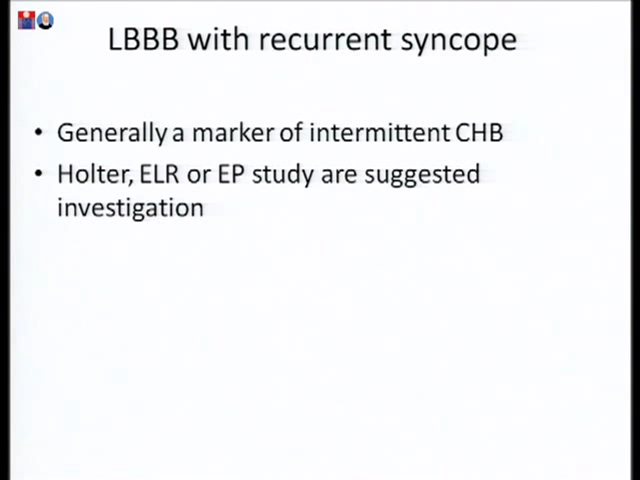 LBBB with recurrent syncope
• Generally a marker of intermittent CHB
• Holter, ELR or EP study are suggested
investigation